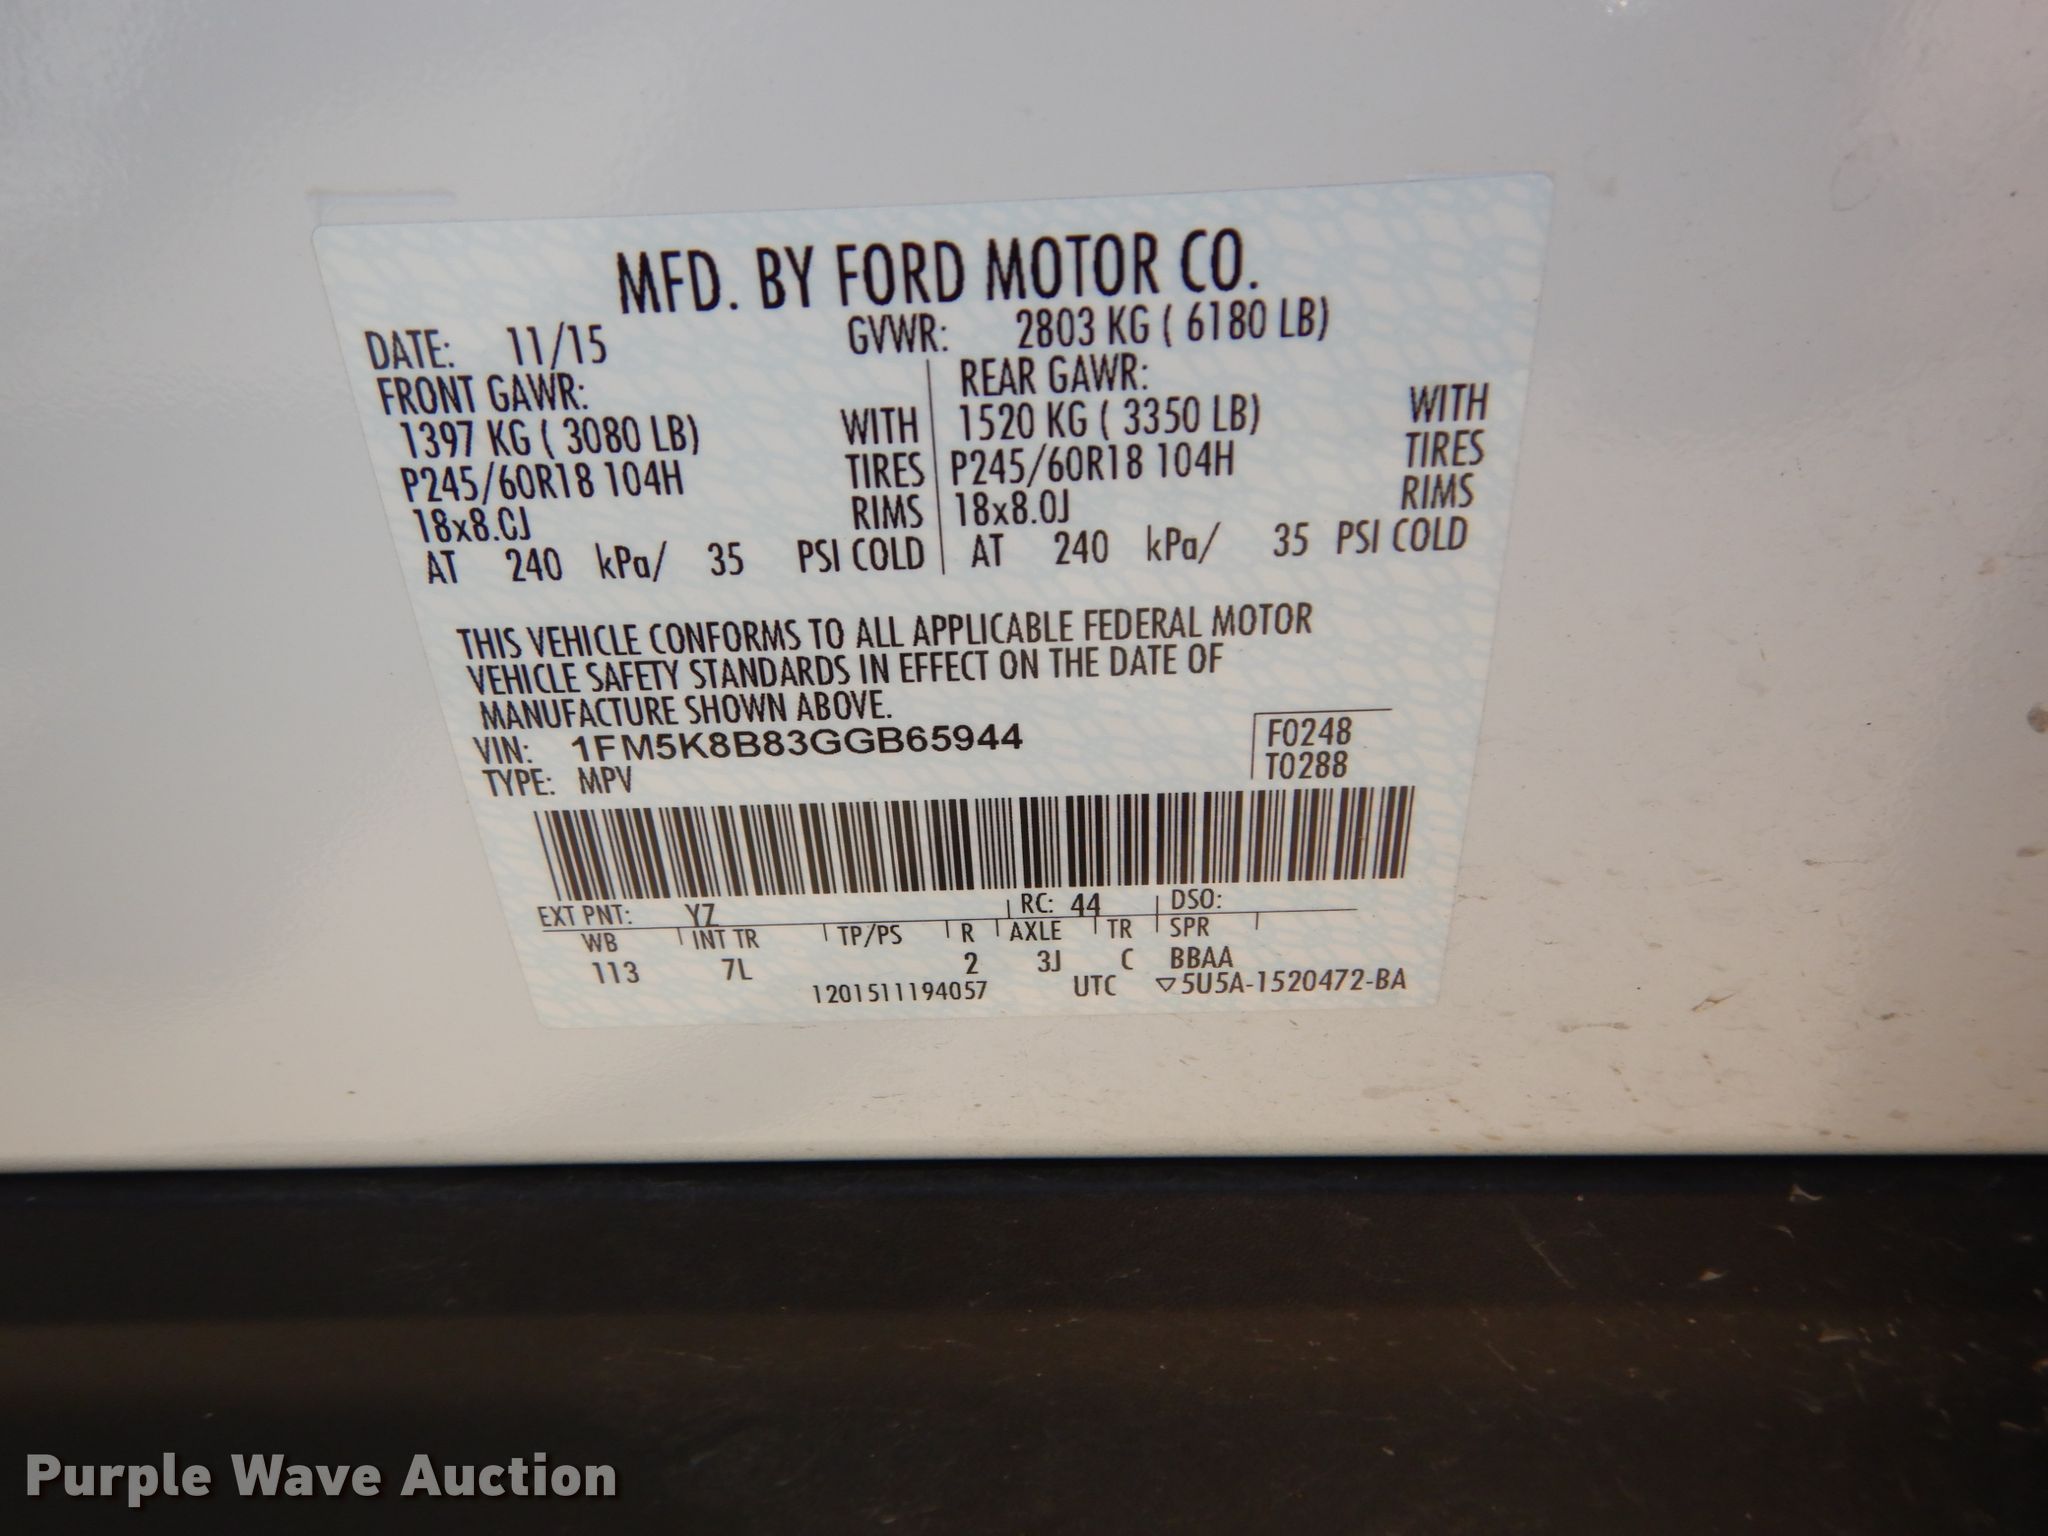 MFD. BY FORD MOTOR CO.
DATE: 11/15 GVWR: 2803 KG ( 6180 LB)
FRONT GAWR: REAR GAWR:
1397 KG ( 3080 LB) WITH 1520 KG ( 3350 LB) WITH
P245/60R18 104H TIRES P245/60R18 104H TIRES
18x8.0J RIMS 18x8.0J RIMS
AT 240 kPa/ 35 PSI COLD AT 240 kPa/ 35 PSI COLD
THIS VEHICLE CONFORMS TO ALL APPLICABLE FEDERAL MOTOR
VEHICLE SAFETY STANDARDS IN EFFECT ON THE DATE OF
MANUFACTURE SHOWN ABOVE.
VIN: 1FM5K8B83GGB65944 F0248
TYPE: MPV T0288
EXT PNT: YZ RC: 44 DSO:
WB INT TR TP/PS R AXLE TR SPR
113 7L 2 3J C BBAA
1201511194057 UTC ▽5U5A-1520472-BA
Purple Wave Auction